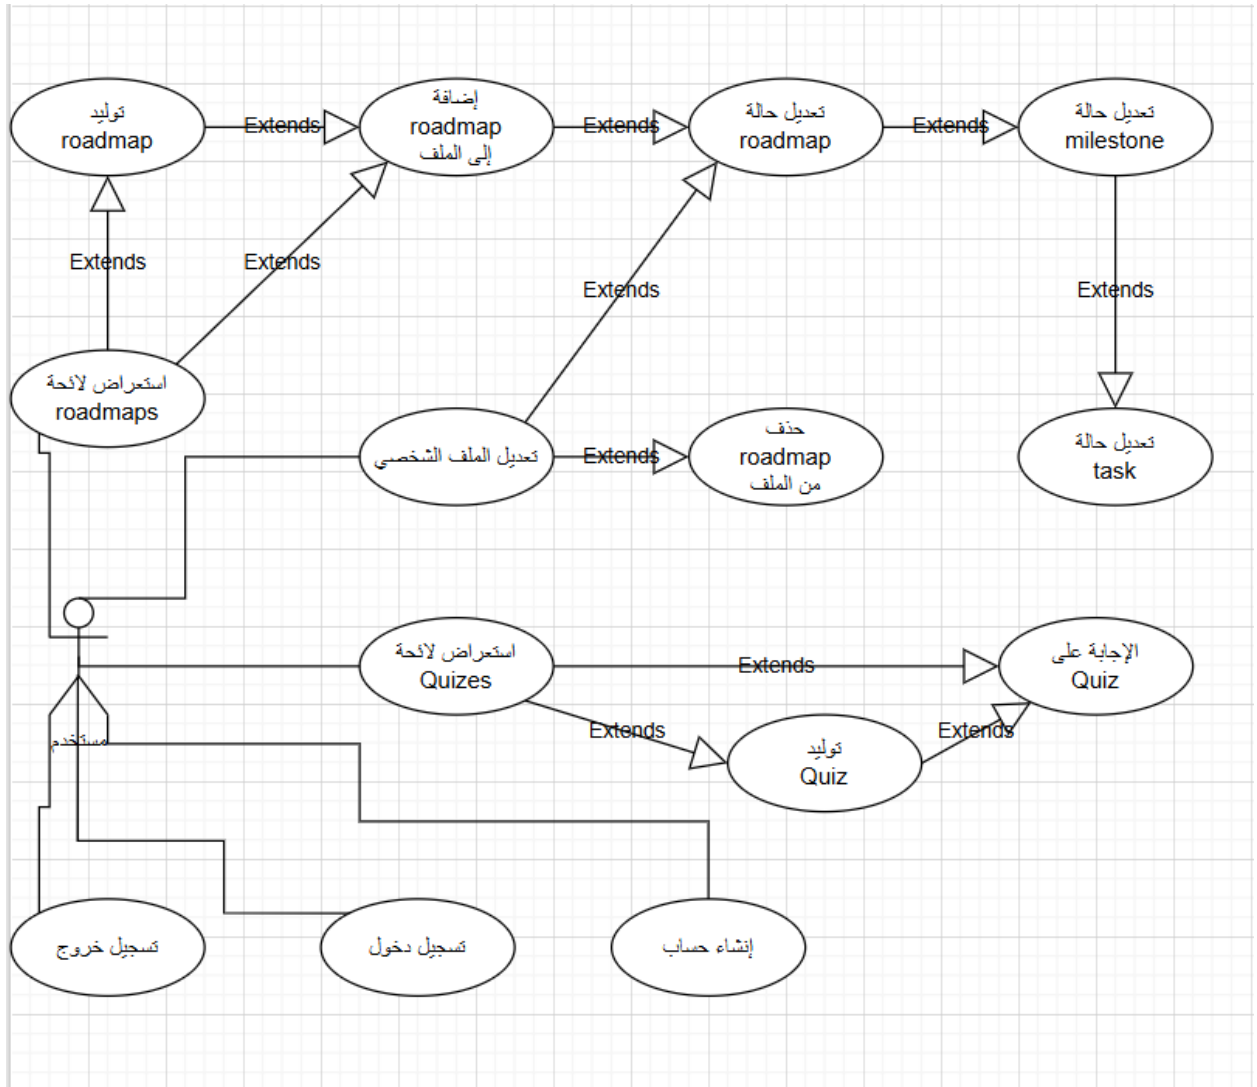 توليد
roadmap
Extends
إضافة
roadmap
إلى الملف
Extends
تعديل حالة
roadmap
Extends
تعديل حالة
milestone
Extends
Extends
Extends
Extends
استعراض لائحة
roadmaps
تعديل الملف الشخصي
Extends
حذف
roadmap
من الملف
تعديل حالة
task
استعراض لائحة
Quizes
Extends
الإجابة على
Quiz
Extends
توليد
Quiz
Extends
مستخدم
تسجيل خروج
تسجيل دخول
إنشاء حساب